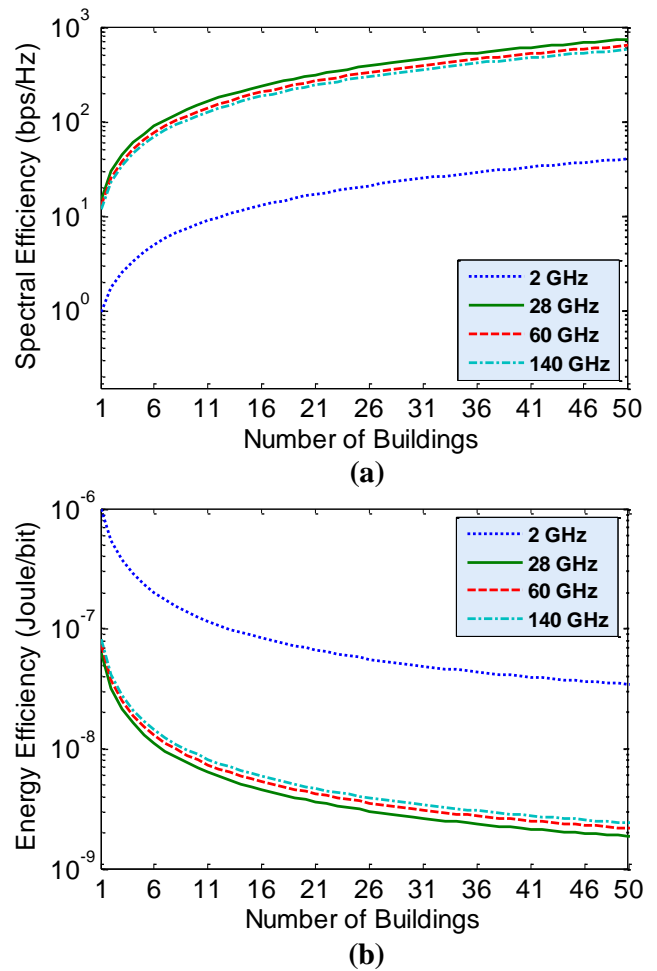 10^3
10^2
10^1
10^0
Spectral Efficiency (bps/Hz)
2 GHz
28 GHz
60 GHz
140 GHz
1 6 11 16 21 26 31 36 41 46 50
Number of Buildings
(a)
10^-6
10^-7
10^-8
10^-9
Energy Efficiency (Joule/bit)
2 GHz
28 GHz
60 GHz
140 GHz
1 6 11 16 21 26 31 36 41 46 50
Number of Buildings
(b)